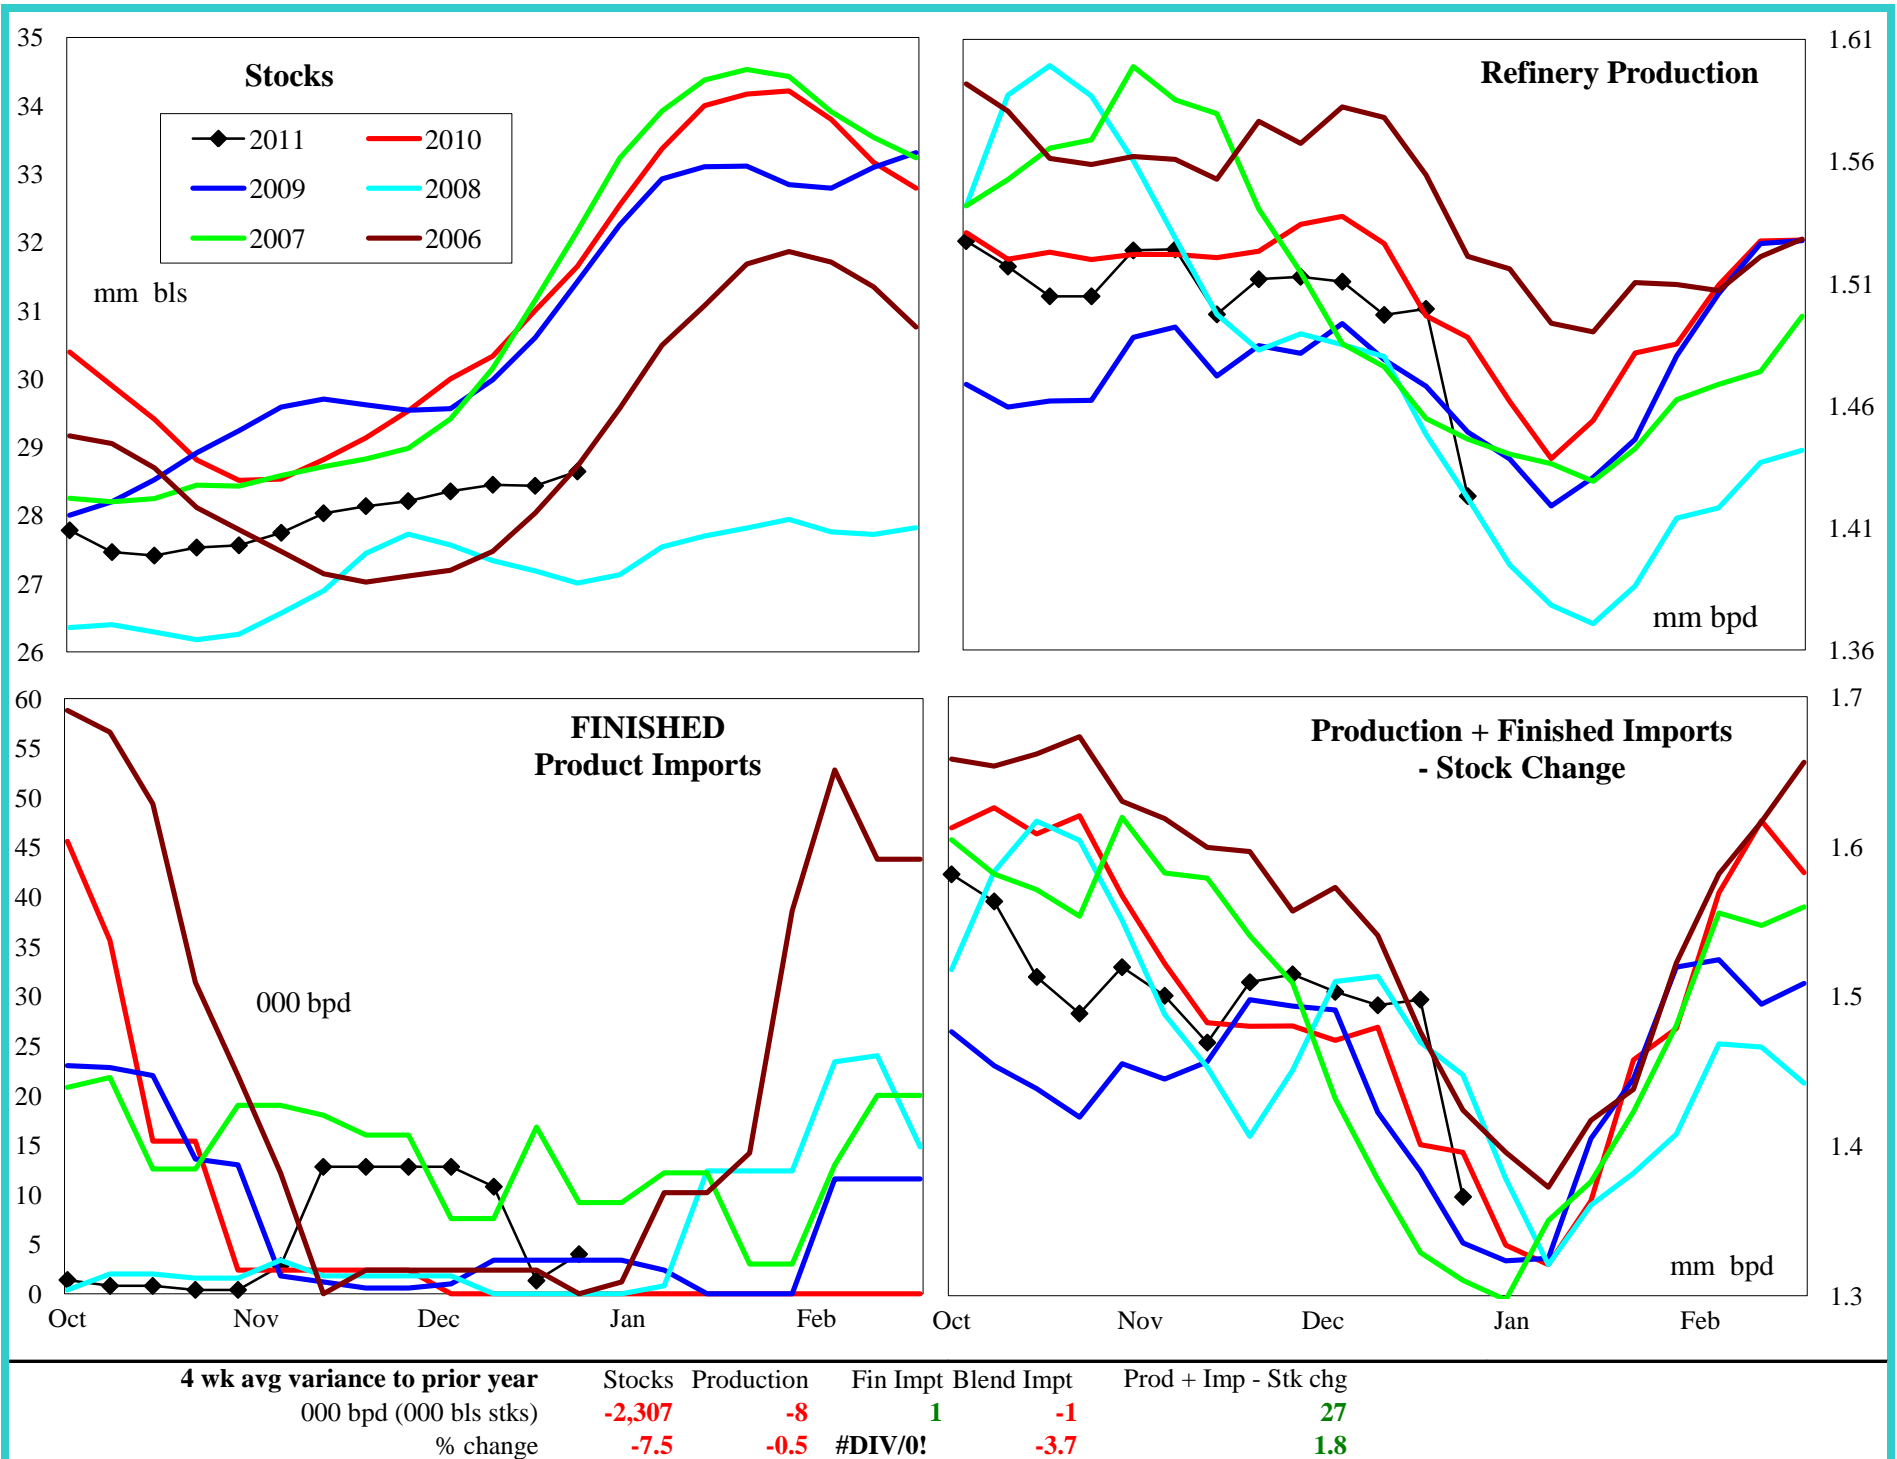 Stocks
2011
2010
2009
2008
2007
2006
mm bls
35
34
33
32
31
30
29
28
27
26
Refinery Production
mm bpd
1.61
1.56
1.51
1.46
1.41
1.36
FINISHED
Product Imports
000 bpd
60
55
50
45
40
35
30
25
20
15
10
5
0
Oct Nov Dec Jan Feb
Production + Finished Imports
- Stock Change
mm bpd
1.7
1.6
1.5
1.4
1.3
Oct Nov Dec Jan Feb
4 wk avg variance to prior year Stocks Production Fin Impt Blend Impt Prod + Imp - Stk chg
000 bpd (000 bls stks) -2,307 -8 1 -1 27
% change -7.5 -0.5 #DIV/0! -3.7 1.8